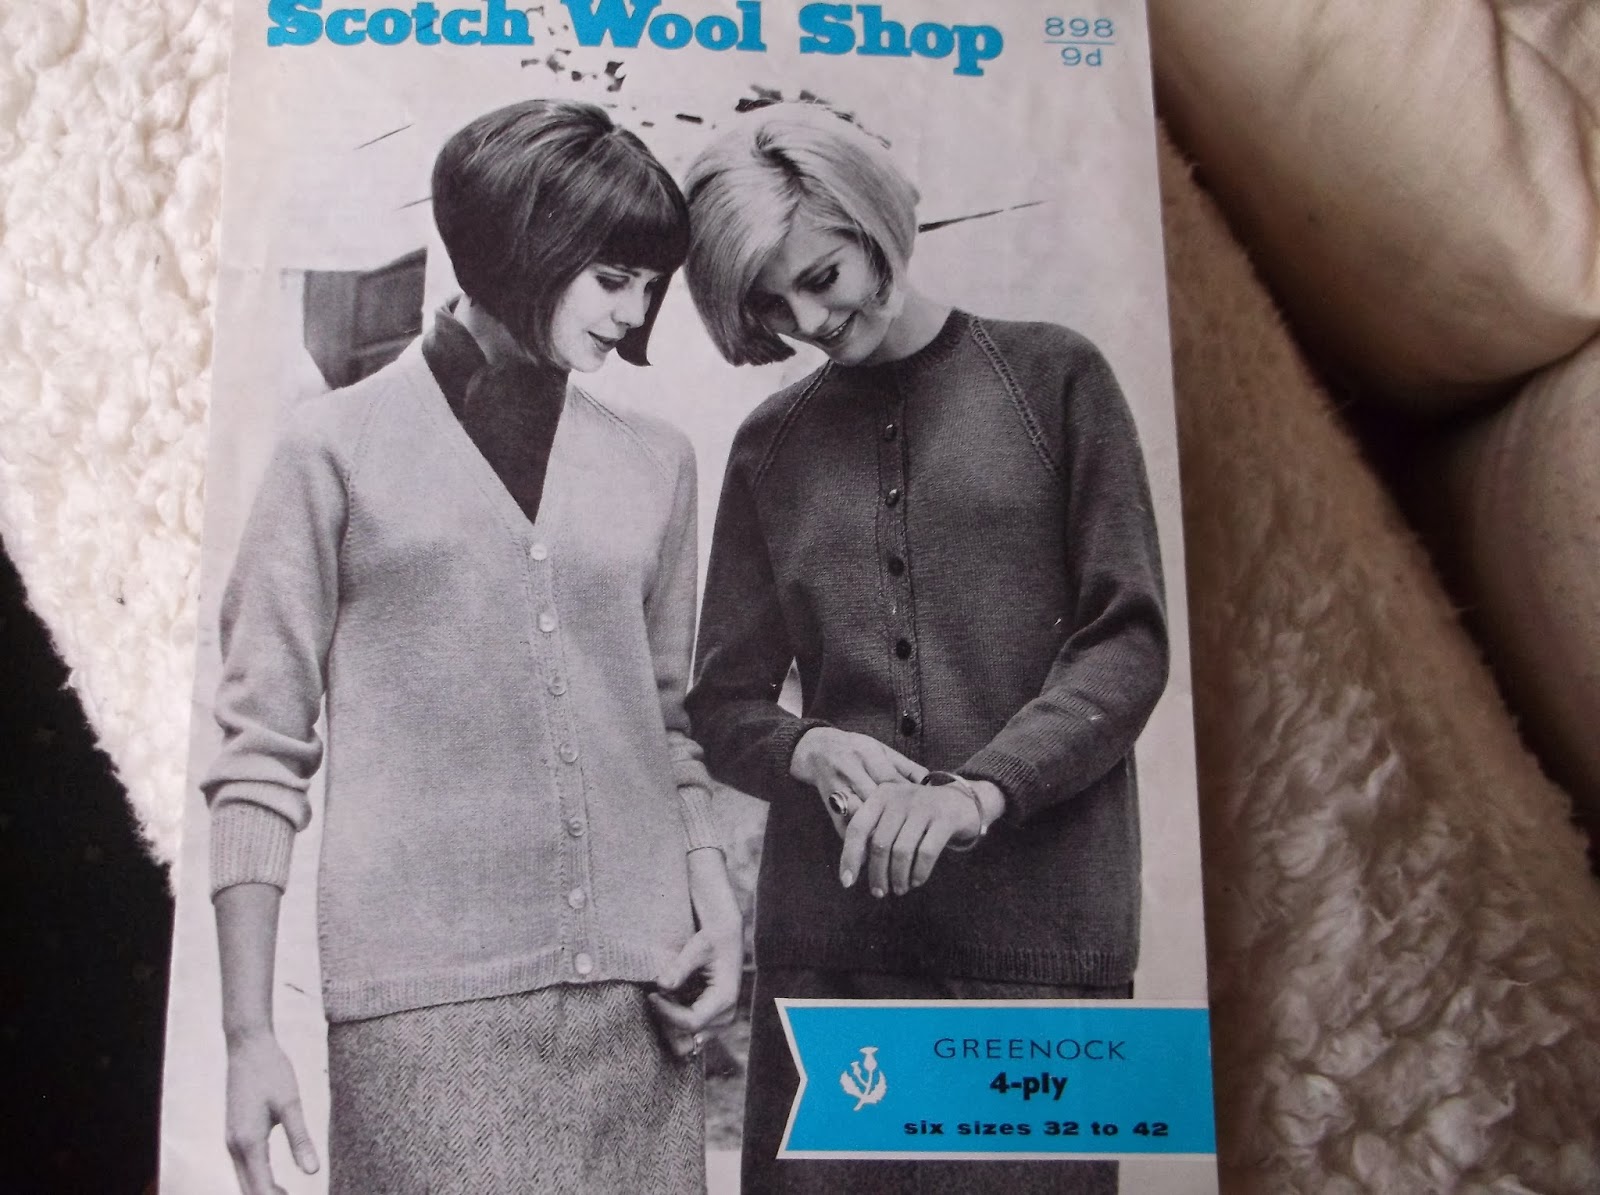 Scotch Wool Shop
898
9d
GREENOCK
4-ply
six sizes 32 to 42